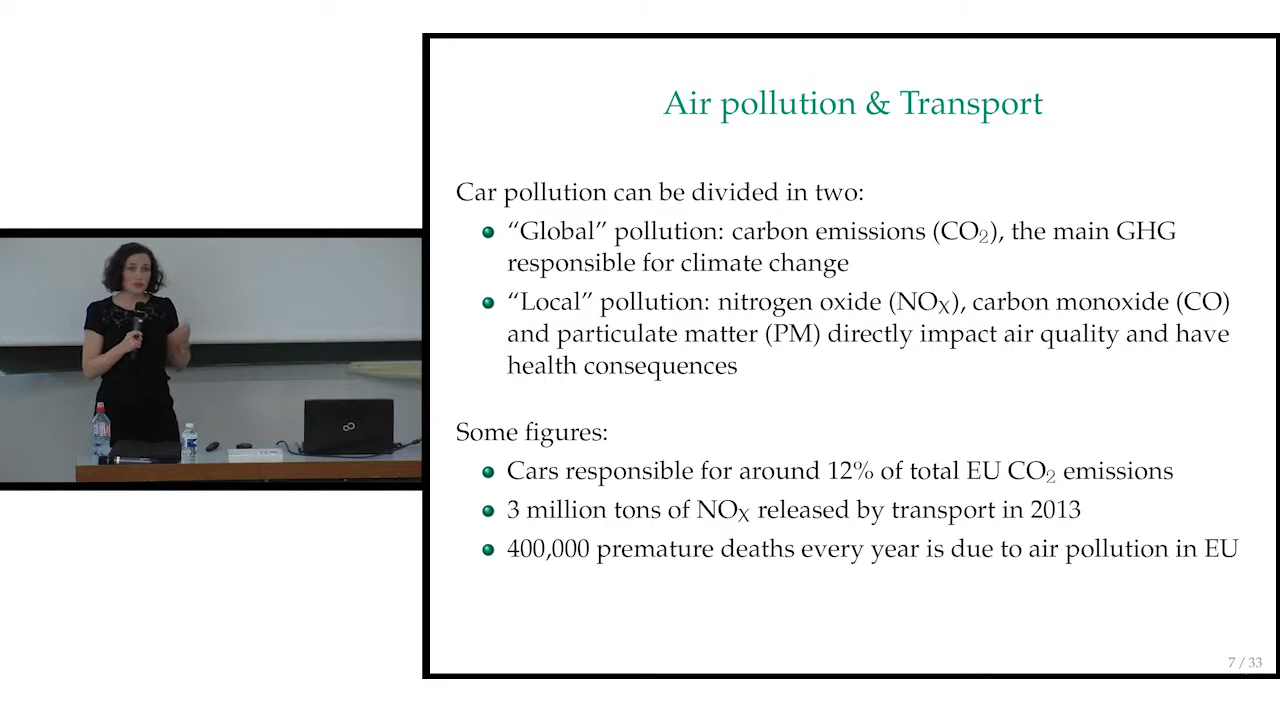 Air pollution & Transport
Car pollution can be divided in two:
“Global” pollution: carbon emissions (CO₂), the main GHG
responsible for climate change
“Local” pollution: nitrogen oxide (NOX), carbon monoxide (CO)
and particulate matter (PM) directly impact air quality and have
health consequences
Some figures:
Cars responsible for around 12% of total EU CO₂ emissions
3 million tons of NOX released by transport in 2013
400,000 premature deaths every year is due to air pollution in EU
7 / 33